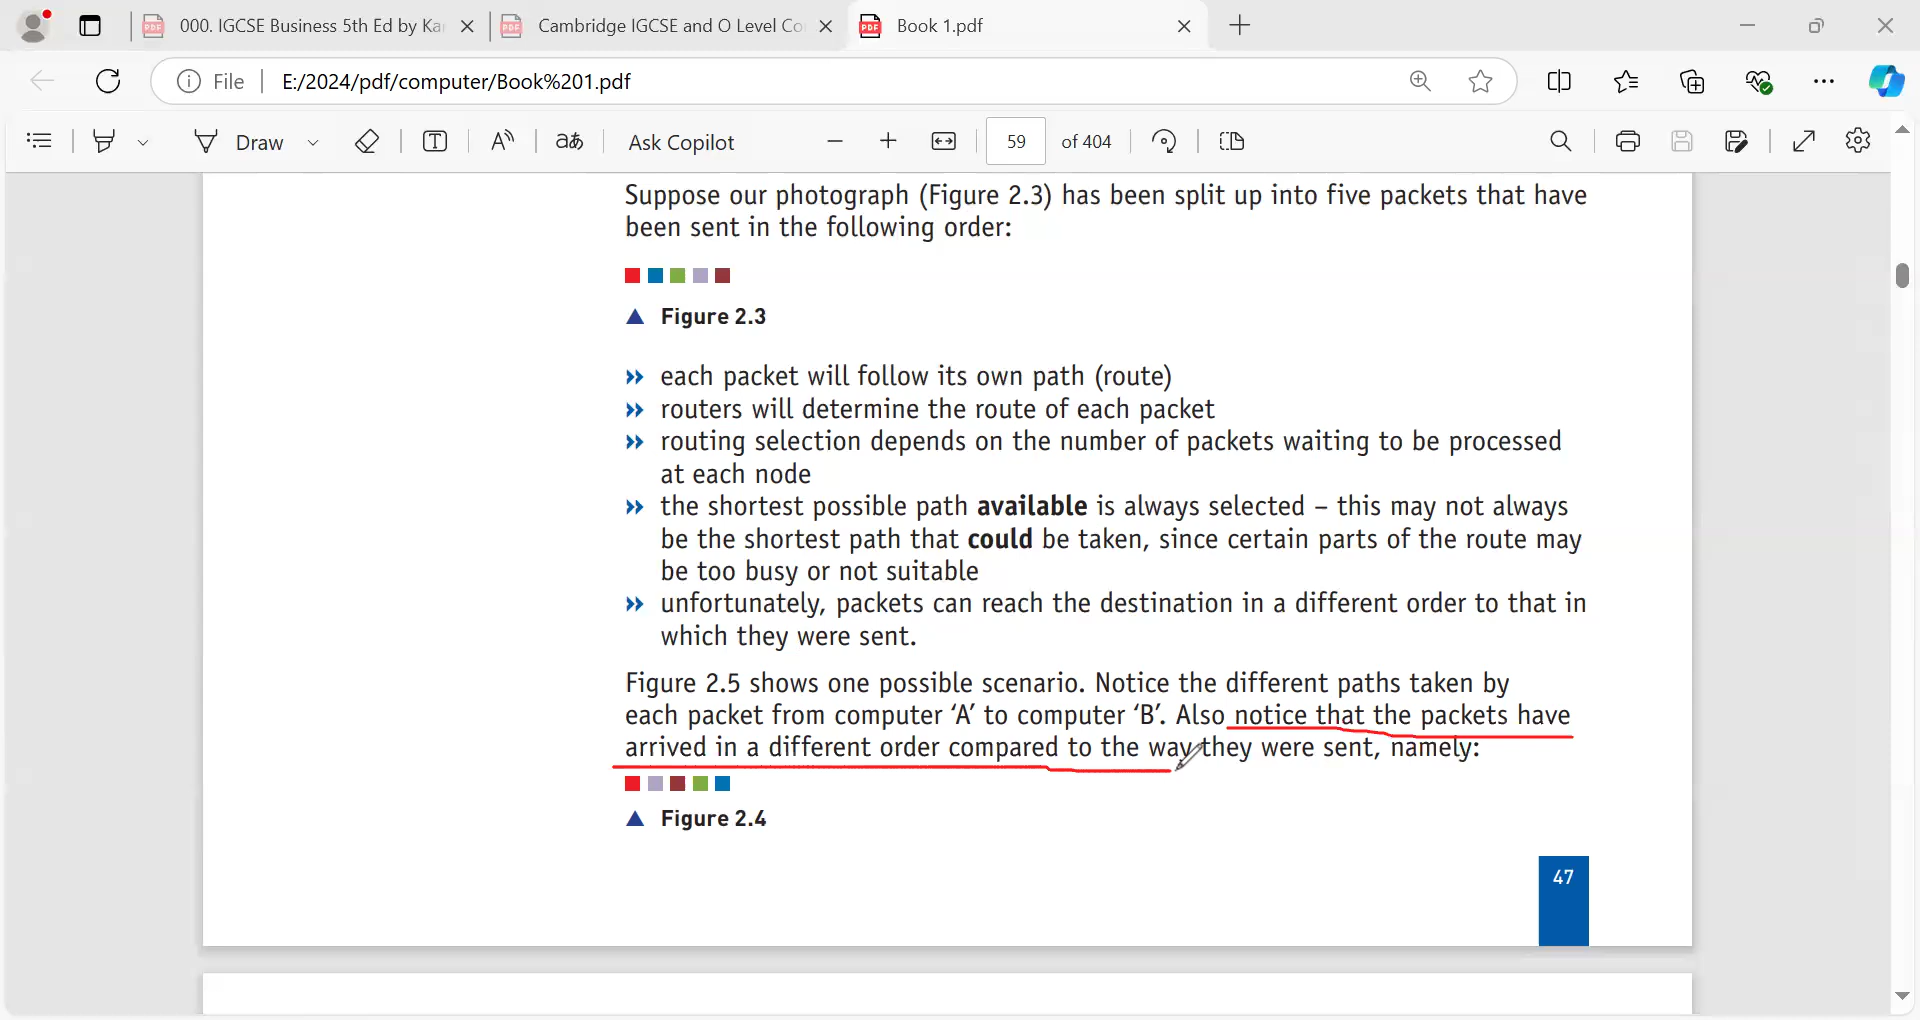 000. IGCSE Business 5th Ed by Ka
Cambridge IGCSE and O Level Co
Book 1.pdf
File
E:/2024/pdf/computer/Book%201.pdf
Draw
Ask Copilot
59
of 404
Suppose our photograph (Figure 2.3) has been split up into five packets that have
been sent in the following order:
▲ Figure 2.3
» each packet will follow its own path (route)
» routers will determine the route of each packet
» routing selection depends on the number of packets waiting to be processed
at each node
» the shortest possible path available is always selected – this may not always
be the shortest path that could be taken, since certain parts of the route may
be too busy or not suitable
» unfortunately, packets can reach the destination in a different order to that in
which they were sent.
Figure 2.5 shows one possible scenario. Notice the different paths taken by
each packet from computer ‘A’ to computer ‘B’. Also notice that the packets have
arrived in a different order compared to the way they were sent, namely:
▲ Figure 2.4
47